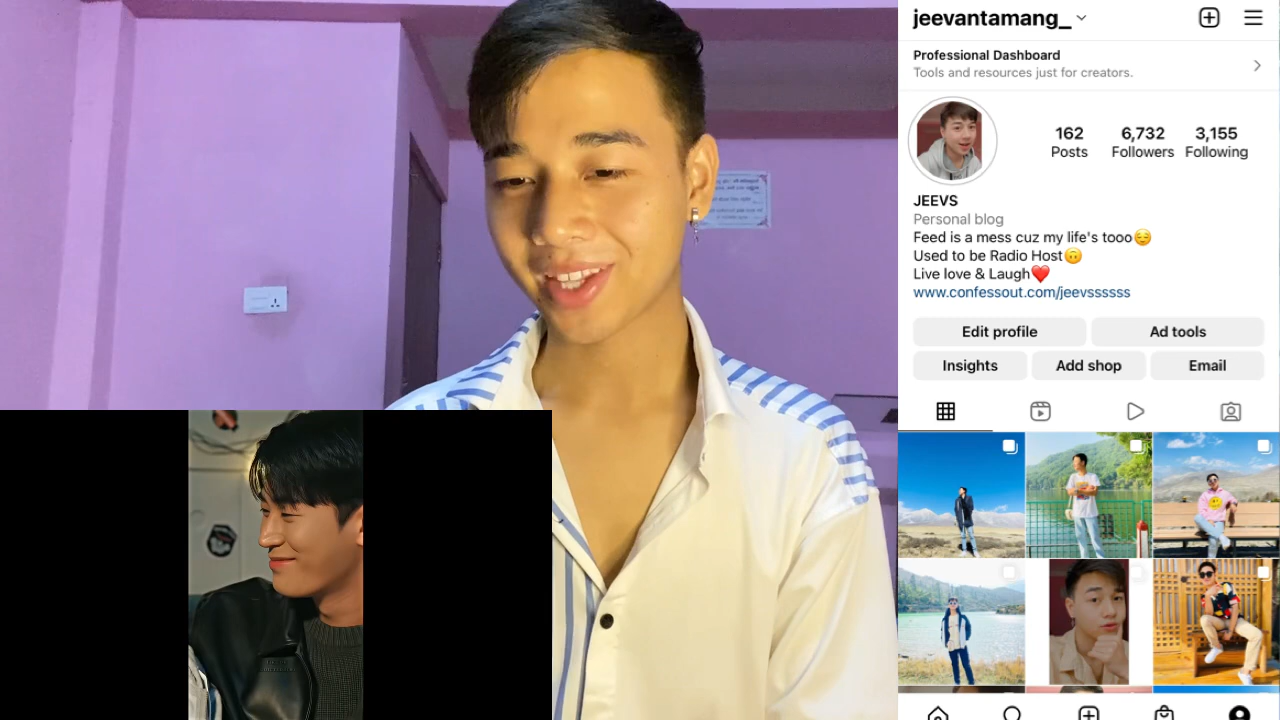 jeevantamang_
Professional Dashboard
Tools and resources just for creators.
162
6,732
3,155
Posts
Followers
Following
JEEVS
Personal blog
Feed is a mess cuz my life's tooo😌
Used to be Radio Host🙃
Live love & Laugh❤️
www.confessout.com/jeevssssss
Edit profile
Ad tools
Insights
Add shop
Email